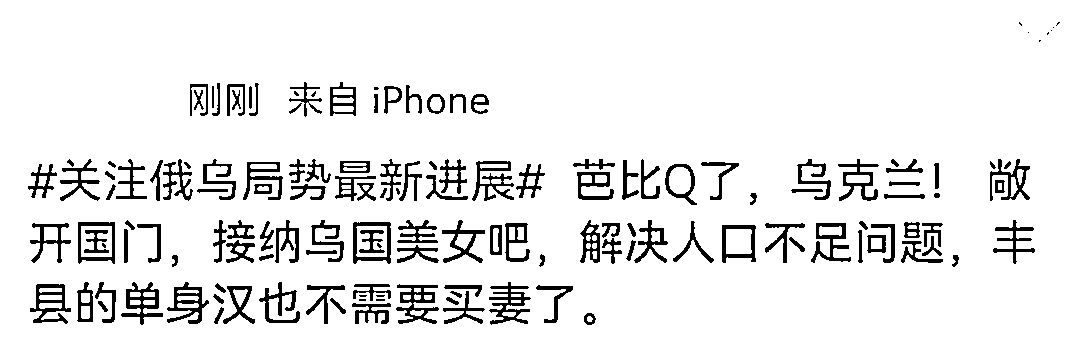 刚刚 来自 iPhone
#关注俄乌局势最新进展# 芭比Q了，乌克兰！ 敞
开国门，接纳乌国美女吧，解决人口不足问题，丰
县的单身汉也不需要买妻了。